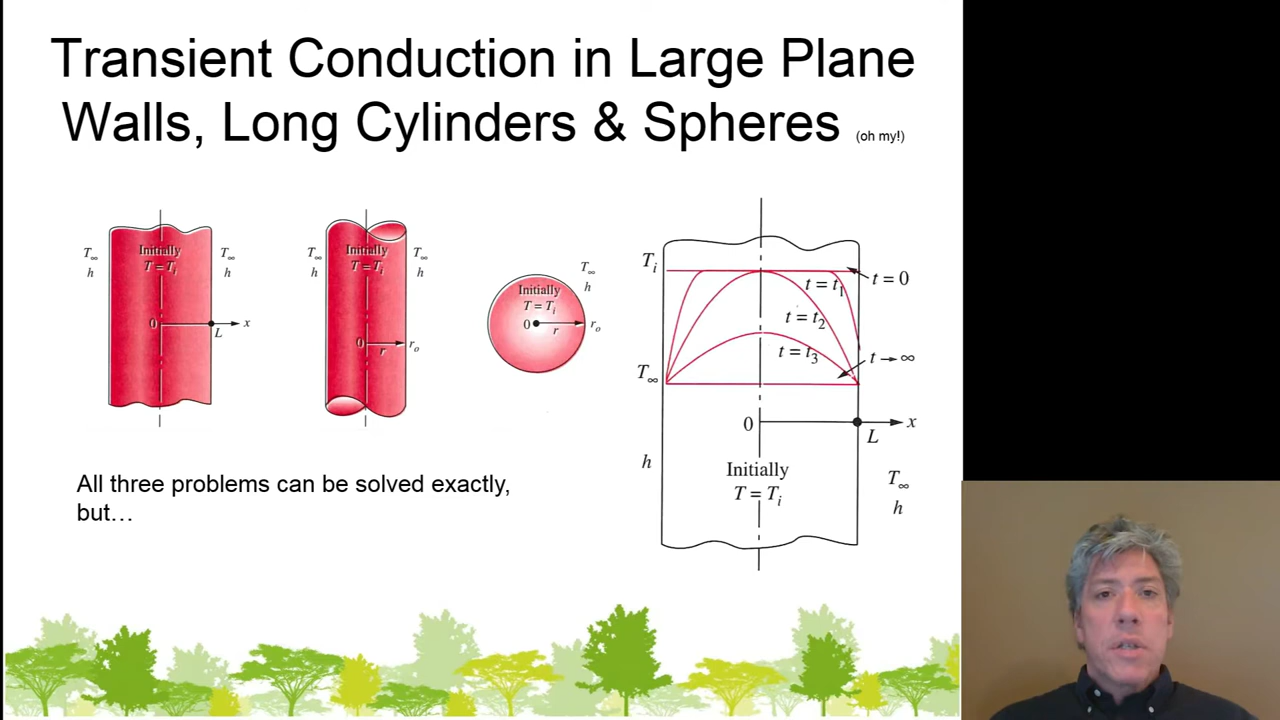 Transient Conduction in Large Plane
Walls, Long Cylinders & Spheres (oh my!)
T∞
h
Initially
T = Ti
T∞
h
0
x
L
T∞
h
Initially
T = Ti
T∞
h
0
r
ro
Initially
T = Ti
0
r
ro
T∞
h
Ti
t = 0
t = t1
t = t2
t = t3
t → ∞
T∞
0
x
L
h
Initially
T = Ti
T∞
h
All three problems can be solved exactly,
but…